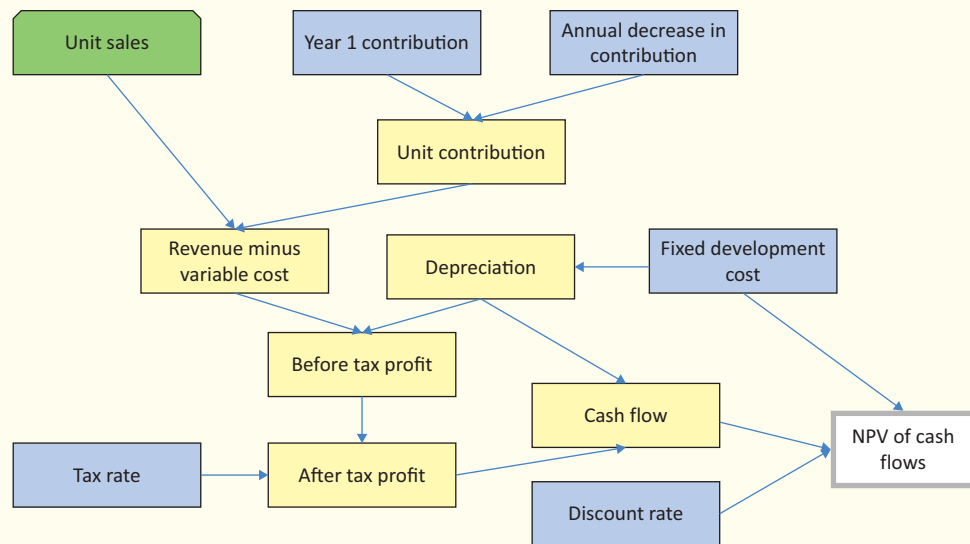 Unit sales
Year 1 contribution
Annual decrease in
contribution
Unit contribution
Revenue minus
variable cost
Depreciation
Fixed development
cost
Before tax profit
Cash flow
NPV of cash
flows
Tax rate
After tax profit
Discount rate